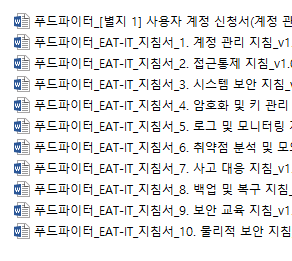 푸드파이터_[별지 1] 사용자 계정 신청서(계정 관
푸드파이터_EAT-IT_지침서_1. 계정 관리 지침_v1
푸드파이터_EAT-IT_지침서_2. 접근통제 지침_v1.0
푸드파이터_EAT-IT_지침서_3. 시스템 보안 지침_v
푸드파이터_EAT-IT_지침서_4. 암호화 및 키 관리
푸드파이터_EAT-IT_지침서_5. 로그 및 모니터링
푸드파이터_EAT-IT_지침서_6. 취약점 분석 및 모의
푸드파이터_EAT-IT_지침서_7. 사고 대응 지침_v1
푸드파이터_EAT-IT_지침서_8. 백업 및 복구 지침_
푸드파이터_EAT-IT_지침서_9. 보안 교육 지침_v1
푸드파이터_EAT-IT_지침서_10. 물리적 보안 지침